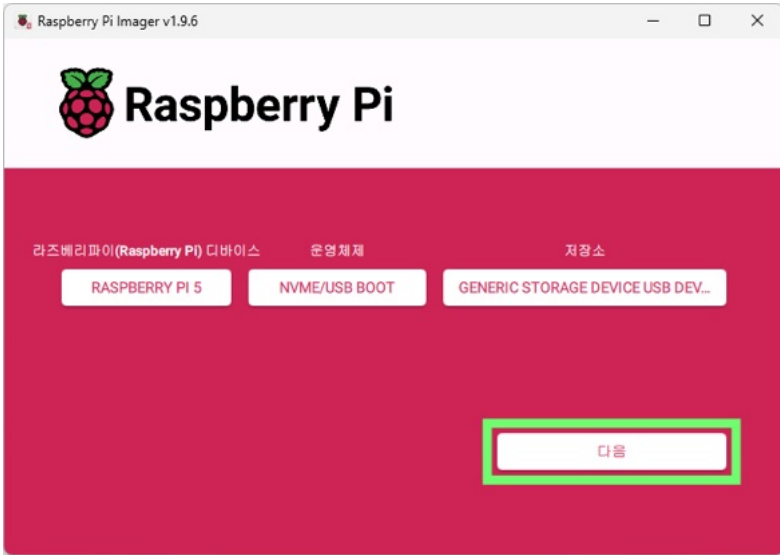 Raspberry Pi Imager v1.9.6
Raspberry Pi
라즈베리파이(Raspberry Pi) 디바이스 운영체제 저장소
RASPBERRY PI 5 NVME/USB BOOT GENERIC STORAGE DEVICE USB DEV...
다음